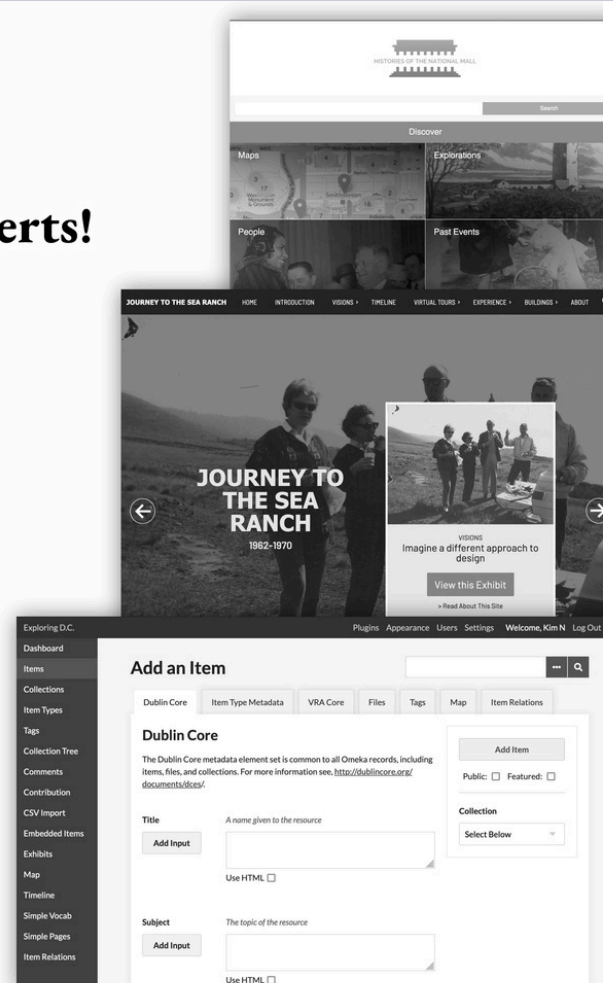 erts!
HISTORIES OF THE NATIONAL MALL
Search
Discover
Maps
Explorations
People
Past Events
JOURNEY TO THE SEA RANCH HOME INTRODUCTION VISIONS TIMELINE VIRTUAL TOURS EXPERIENCE BUILDINGS ABOUT
JOURNEY TO
THE SEA
RANCH
1962-1970
VISIONS
Imagine a different approach to
design
View this Exhibit
» Read About This Site
Exploring D.C. Plugins Appearance Users Settings Welcome, Kim N Log Out
Dashboard
Items
Collections
Item Types
Tags
Collection Tree
Comments
Contribution
CSV Import
Embedded Items
Exhibits
Map
Timeline
Simple Vocab
Simple Pages
Item Relations
Add an Item
Dublin Core Item Type Metadata VRA Core Files Tags Map Item Relations
Dublin Core
The Dublin Core metadata element set is common to all Omeka records, including
items, files, and collections. For more information see, http://dublincore.org/
documents/dces/.
Title A name given to the resource
Add Input
Use HTML
Subject The topic of the resource
Add Input
Use HTML
Add Item
Public: Featured:
Collection
Select Below